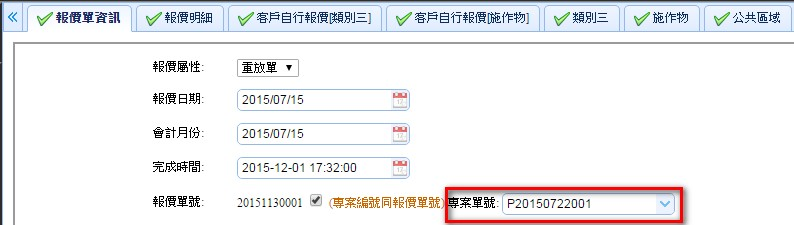 « 報價單資訊 報價明細 客戶自行報價[類別三] 客戶自行報價[施作物] 類別三 施作物 公共區域
報價屬性: 重放單 ▼
報價日期: 2015/07/15
會計月份: 2015/07/15
完成時間: 2015-12-01 17:32:00
報價單號: 20151130001 (專案編號同報價單號) 專案單號: P20150722001